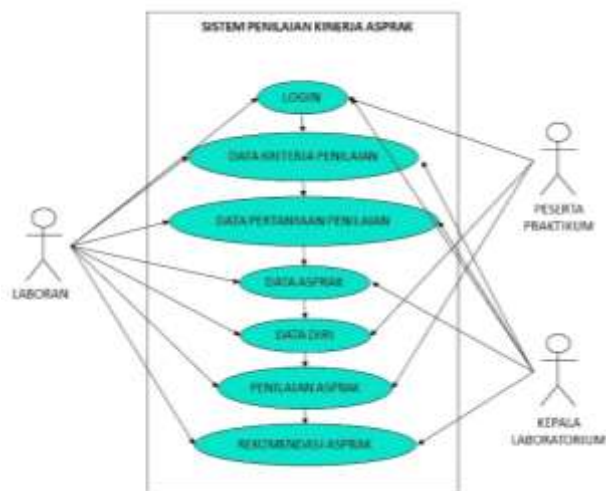 SISTEM PENILAIAN KINERJA ASPRAK
LOGIN
DATA KRITERIA PENILAIAN
DATA PERTANYAAN PENILAIAN
DATA ASPRAK
DATA DIRI
PENILAIAN ASPRAK
REKOMENDASI ASPRAK
LABORAN
PESERTA
PRAKTIKUM
KEPALA
LABORATORIUM